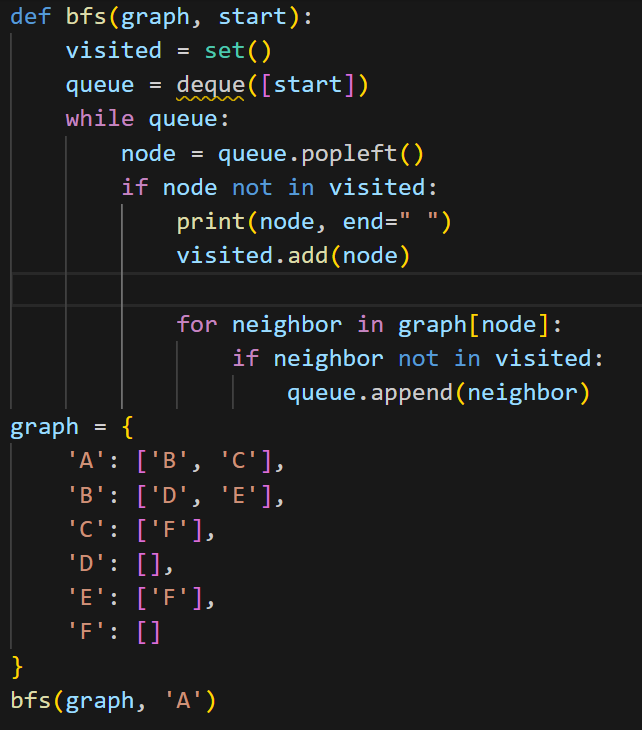 def bfs(graph, start):
    visited = set()
    queue = deque([start])
    while queue:
        node = queue.popleft()
        if node not in visited:
            print(node, end=" ")
            visited.add(node)

            for neighbor in graph[node]:
                if neighbor not in visited:
                    queue.append(neighbor)
graph = {
    'A': ['B', 'C'],
    'B': ['D', 'E'],
    'C': ['F'],
    'D': [],
    'E': ['F'],
    'F': []
}
bfs(graph, 'A')